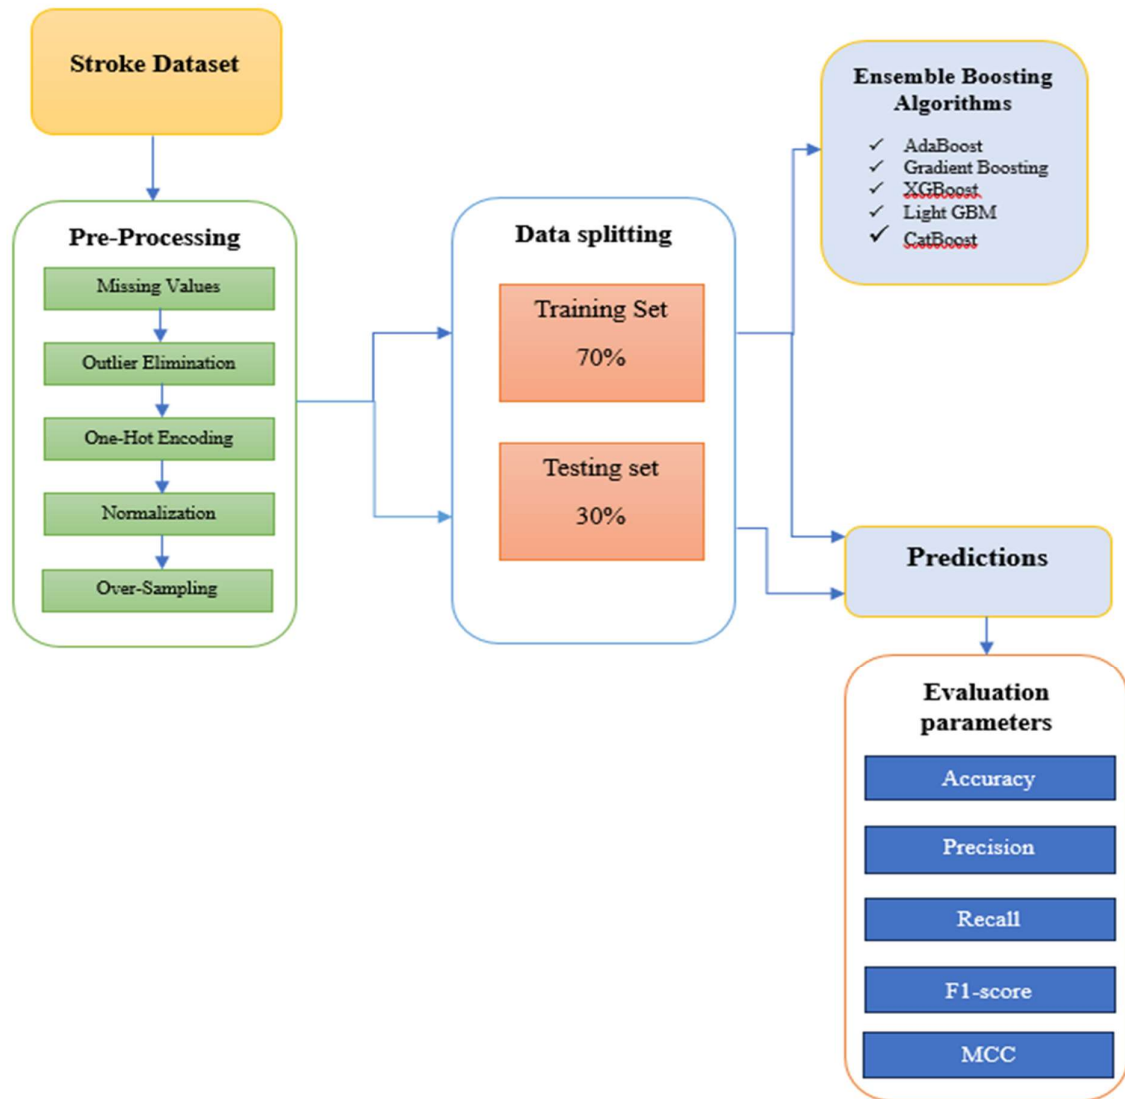 Stroke Dataset
Pre-Processing
Missing Values
Outlier Elimination
One-Hot Encoding
Normalization
Over-Sampling
Data splitting
Training Set
70%
Testing set
30%
Ensemble Boosting
Algorithms
✓ AdaBoost
✓ Gradient Boosting
✓ XGBoost
✓ Light GBM
✓ CatBoost
Predictions
Evaluation
parameters
Accuracy
Precision
Recall
F1-score
MCC